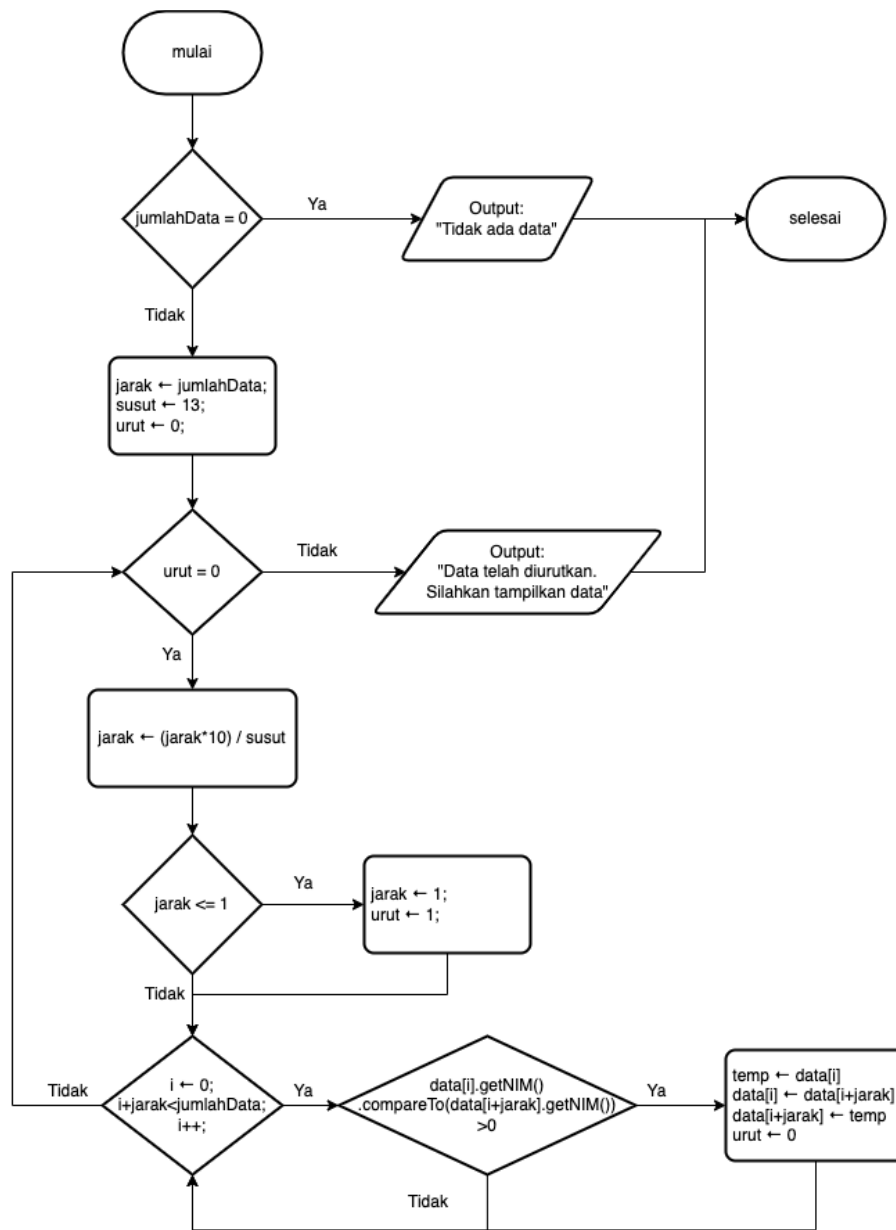 mulai
jumlahData = 0
Ya
Output:
"Tidak ada data"
selesai
Tidak
jarak ← jumlahData;
susut ← 13;
urut ← 0;
urut = 0
Tidak
Output:
"Data telah diurutkan.
Silahkan tampilkan data"
Ya
jarak ← (jarak*10) / susut
jarak <= 1
Ya
jarak ← 1;
urut ← 1;
Tidak
Tidak
i ← 0;
i+jarak<jumlahData;
i++;
Ya
data[i].getNIM()
.compareTo(data[i+jarak].getNIM())
>0
Ya
temp ← data[i]
data[i] ← data[i+jarak]
data[i+jarak] ← temp
urut ← 0
Tidak